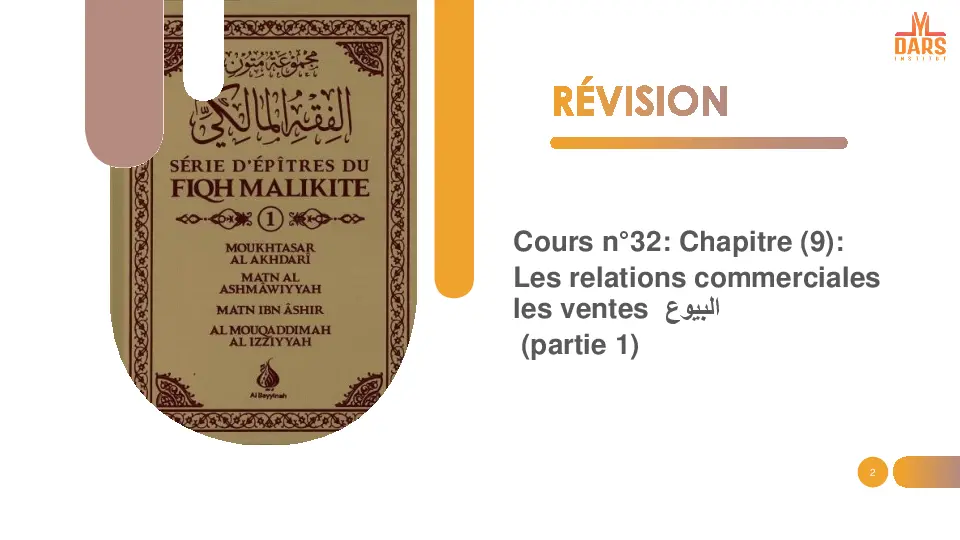 مجموعة متون
الفقه المالكي
SÉRIE D'ÉPÎTRES DU
FIQH MALIKITE
1
MOUKHTASAR
AL AKHDARÎ
MATN AL
ASHMÂWIYYAH
MATN IBN ÂSHIR
AL MOUQADDIMAH
AL IZZIYYAH
Al Bayyinah
M
DARS
INSTITUT
RÉVISION
Cours n°32: Chapitre (9):
Les relations commerciales
les ventes البيوع
(partie 1)
2